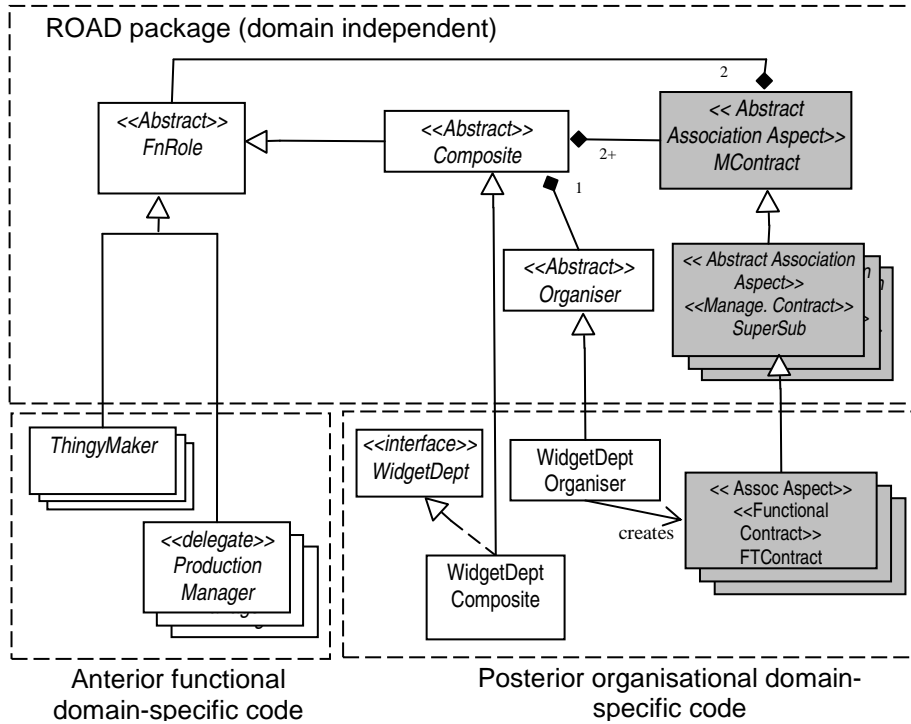 ROAD package (domain independent)
2
<<Abstract>>
FnRole
<<Abstract>>
Composite
2+
1
<< Abstract
Association Aspect>>
MContract
<<Abstract>>
Organiser
<< Abstract Association
Aspect>>
<<Manage. Contract>>
SuperSub
ThingyMaker
<<delegate>>
Production
Manager
<<interface>>
WidgetDept
WidgetDept
Organiser
creates
<< Assoc Aspect>>
<<Functional
Contract>>
FTContract
WidgetDept
Composite
Anterior functional
domain-specific code
Posterior organisational domain-
specific code